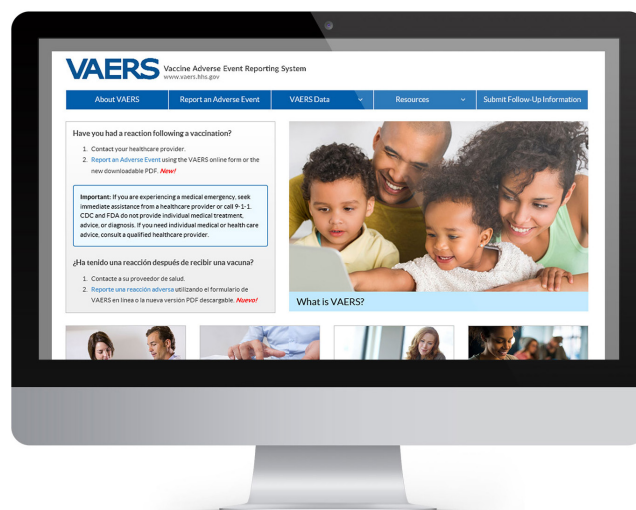 VAERS Vaccine Adverse Event Reporting System
www.vaers.hhs.gov
About VAERS Report an Adverse Event VAERS Data Resources Submit Follow-Up Information
Have you had a reaction following a vaccination?
1. Contact your healthcare provider.
2. Report an Adverse Event using the VAERS online form or the
new downloadable PDF. New!
Important: If you are experiencing a medical emergency, seek
immediate assistance from a healthcare provider or call 9-1-1.
CDC and FDA do not provide individual medical treatment,
advice, or diagnosis. If you need individual medical or health care
advice, consult a qualified healthcare provider.
¿Ha tenido una reacción después de recibir una vacuna?
1. Contacte a su proveedor de salud.
2. Reporte una reacción adversa utilizando el formulario de
VAERS en línea o la nueva versión PDF descargable. Nuevo!
What is VAERS?